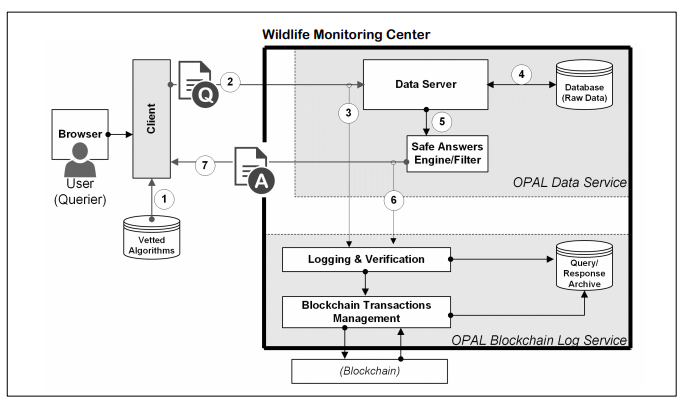 Wildlife Monitoring Center
Q
2
Client
Browser
User
(Querier)
1
Vetted
Algorithms
7
A
3
Data Server
4
Database
(Raw Data)
5
Safe Answers
Engine/Filter
OPAL Data Service
6
Logging & Verification
Query/
Response
Archive
Blockchain Transactions
Management
OPAL Blockchain Log Service
(Blockchain)